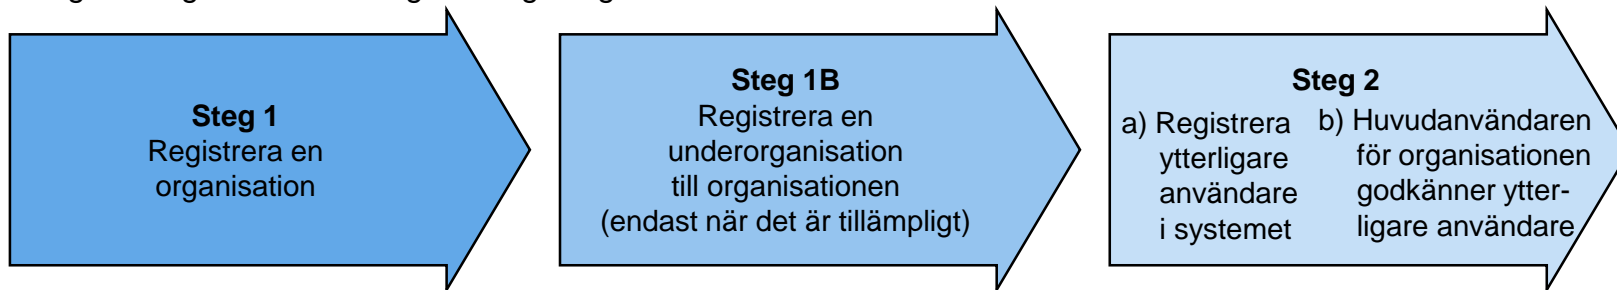 Steg 1
Registrera en
organisation
Steg 1B
Registrera en
underorganisation
till organisationen
(endast när det är tillämpligt)
Steg 2
a) Registrera
ytterligare
användare
i systemet
b) Huvudanvändaren
för organisationen
godkänner ytter-
ligare användare